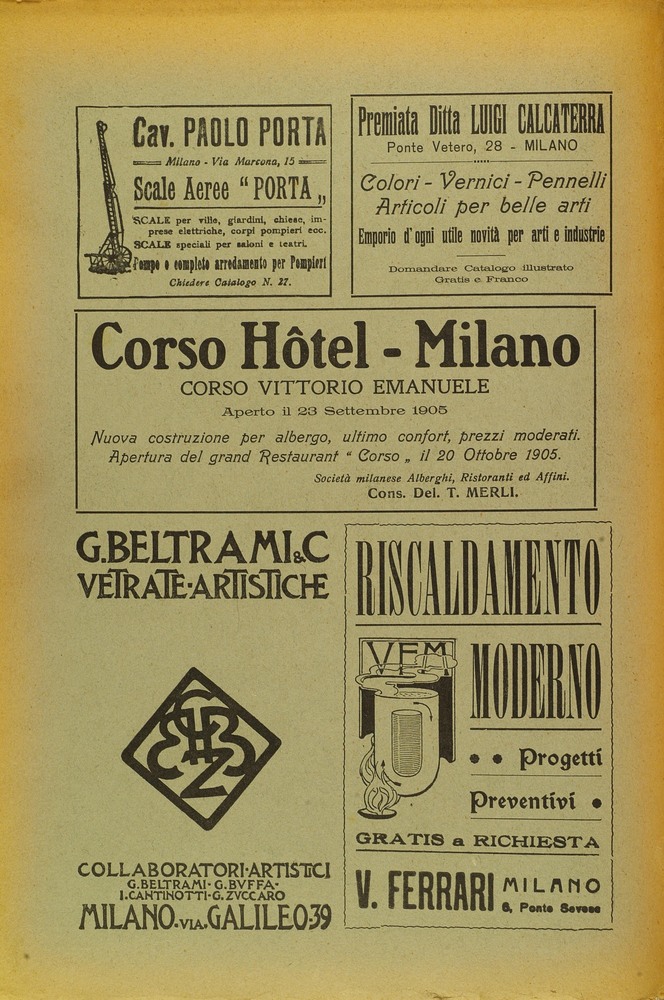 Cav. PAOLO PORTA
Milano - Via Marcona, 15
Scale Aeree “PORTA„
SCALE per ville, giardini, chiese, im-
prese elettriche, corpi pompieri ecc.
SCALE speciali per saloni e teatri.
Pompe e completo arredamento per Pompieri
Chiedere Catalogo N. 27.
Premiata Ditta LUIGI CALCATERRA
Ponte Vetero, 28 - MILANO
Colori - Vernici - Pennelli
Articoli per belle arti
Emporio d'ogni utile novità per arti e industrie
Domandare Catalogo illustrato
Gratis e Franco
Corso Hôtel - Milano
CORSO VITTORIO EMANUELE
Aperto il 23 Settembre 1905
Nuova costruzione per albergo, ultimo confort, prezzi moderati.
Apertura del grand Restaurant “Corso„ il 20 Ottobre 1905.
Società milanese Alberghi, Ristoranti ed Affini.
Cons. Del. T. MERLI.
G. BELTRAMI & C
VETRATE·ARTISTICHE
COLLABORATORI·ARTISTICI
G. BELTRAMI·G. BVFFA·
I. CANTINOTTI·G. ZVCCARO
MILANO·VIA·GALILEO·39
RISCALDAMENTO
VFM
MODERNO
• • Progetti
Preventivi •
GRATIS a RICHIESTA
V. FERRARI MILANO
6, Ponte Seveso